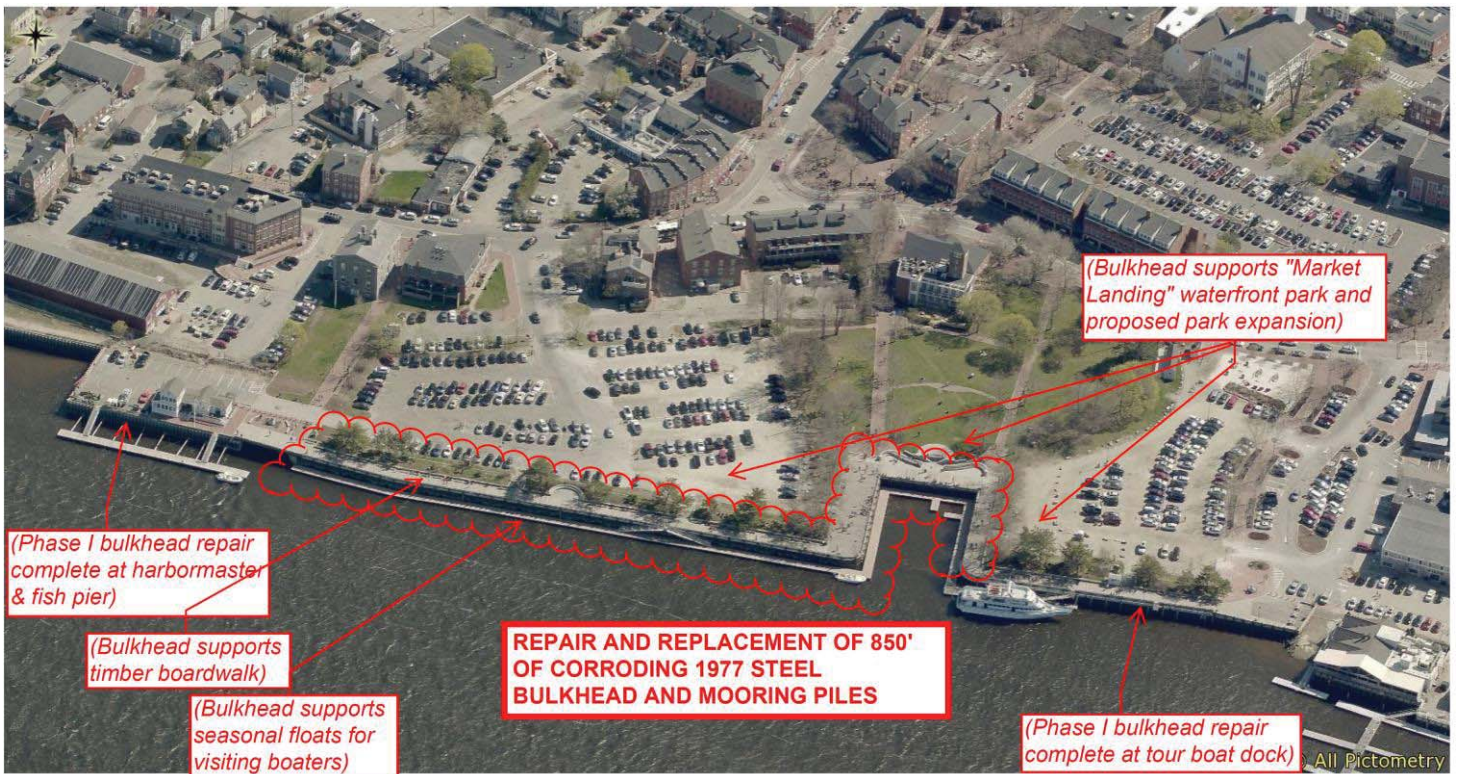 (Bulkhead supports "Market
Landing" waterfront park and
proposed park expansion)
(Phase I bulkhead repair
complete at harbormaster
& fish pier)
(Bulkhead supports
timber boardwalk)
(Bulkhead supports
seasonal floats for
visiting boaters)
REPAIR AND REPLACEMENT OF 850'
OF CORRODING 1977 STEEL
BULKHEAD AND MOORING PILES
(Phase I bulkhead repair
complete at tour boat dock)
All Pictometry